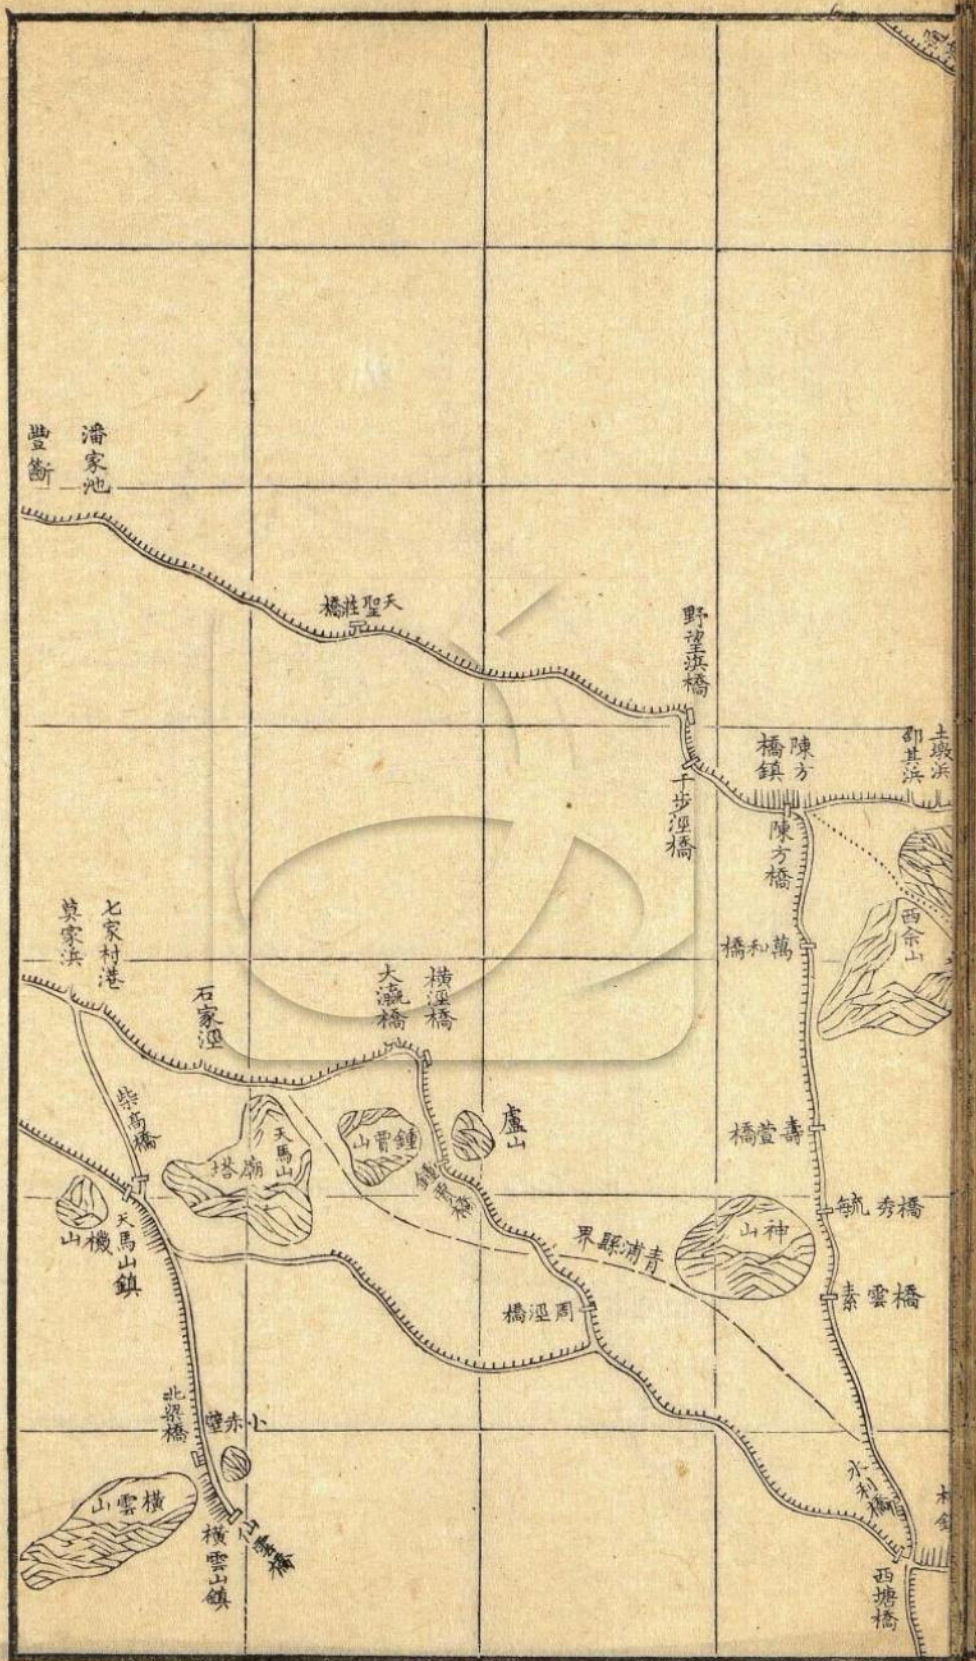 土墩浜
邵其浜
陳方
橋鎮
陳方橋
野望浜橋
千步涇橋
天聖莊橋
潘家池
豐斷
西佘山
萬和橋
壽萱橋
毓秀橋
素雲橋
神山
青浦縣界
水利橋
西塘橋
橫涇橋
大瀛橋
盧山
鍾賈山
周涇橋
石家涇
七家村港
莫家浜
柴高橋
天馬山
塔廟
機山
天馬山鎮
北梁橋
小赤壁
橫雲山
橫雲山鎮
仙雲橋